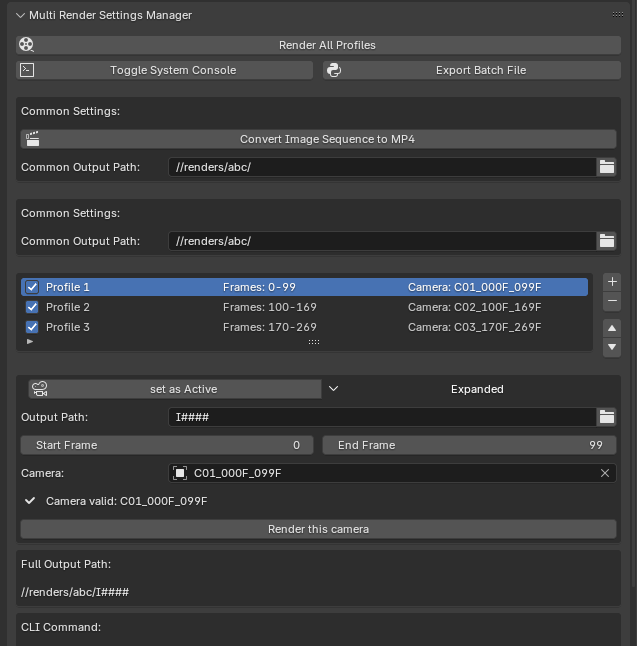 Multi Render Settings Manager
Render All Profiles
Toggle System Console Export Batch File
Common Settings:
Convert Image Sequence to MP4
Common Output Path: //renders/abc/
Common Settings:
Common Output Path: //renders/abc/
Profile 1 Frames: 0-99 Camera: C01_000F_099F
Profile 2 Frames: 100-169 Camera: C02_100F_169F
Profile 3 Frames: 170-269 Camera: C03_170F_269F
set as Active Expanded
Output Path: I####
Start Frame 0 End Frame 99
Camera: C01_000F_099F
Camera valid: C01_000F_099F
Render this camera
Full Output Path:
//renders/abc/I####
CLI Command: